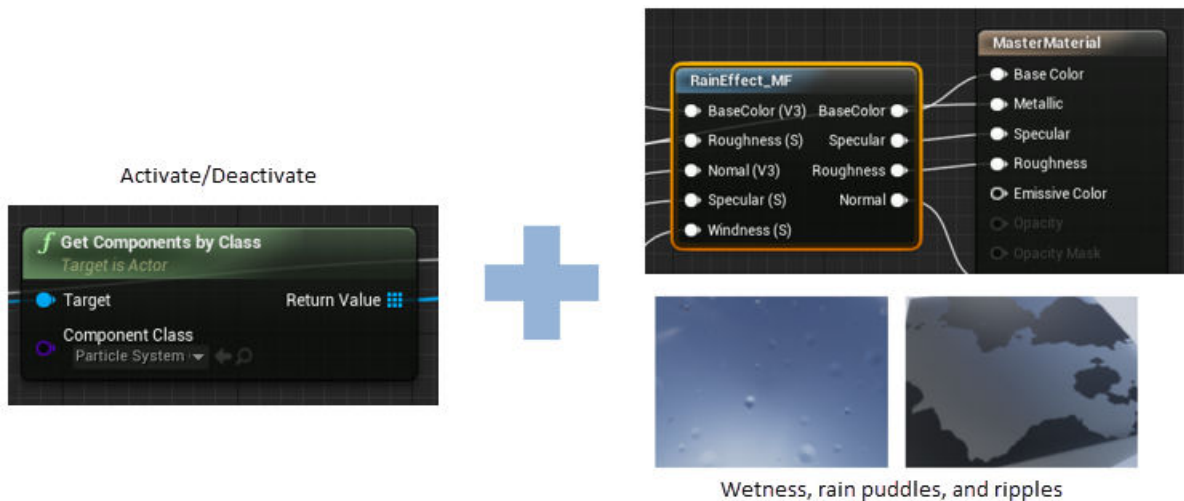 Activate/Deactivate
f Get Components by Class
Target is Actor
Target Return Value
Component Class
Particle System
RainEffect_MF
BaseColor (V3) BaseColor
Roughness (S) Specular
Nomal (V3) Roughness
Specular (S) Normal
Windness (S)
MasterMaterial
Base Color
Metallic
Specular
Roughness
Emissive Color
Opacity
Opacity Mask
Wetness, rain puddles, and ripples